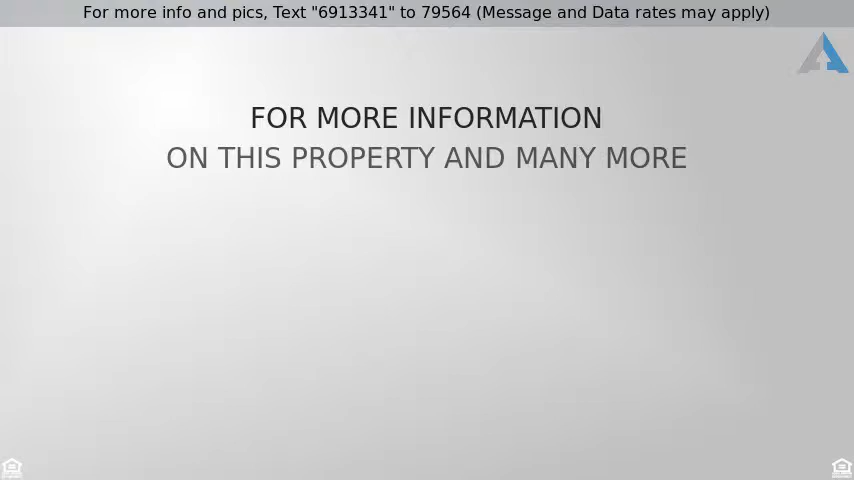 For more info and pics, Text "6913341" to 79564 (Message and Data rates may apply)
FOR MORE INFORMATION
ON THIS PROPERTY AND MANY MORE